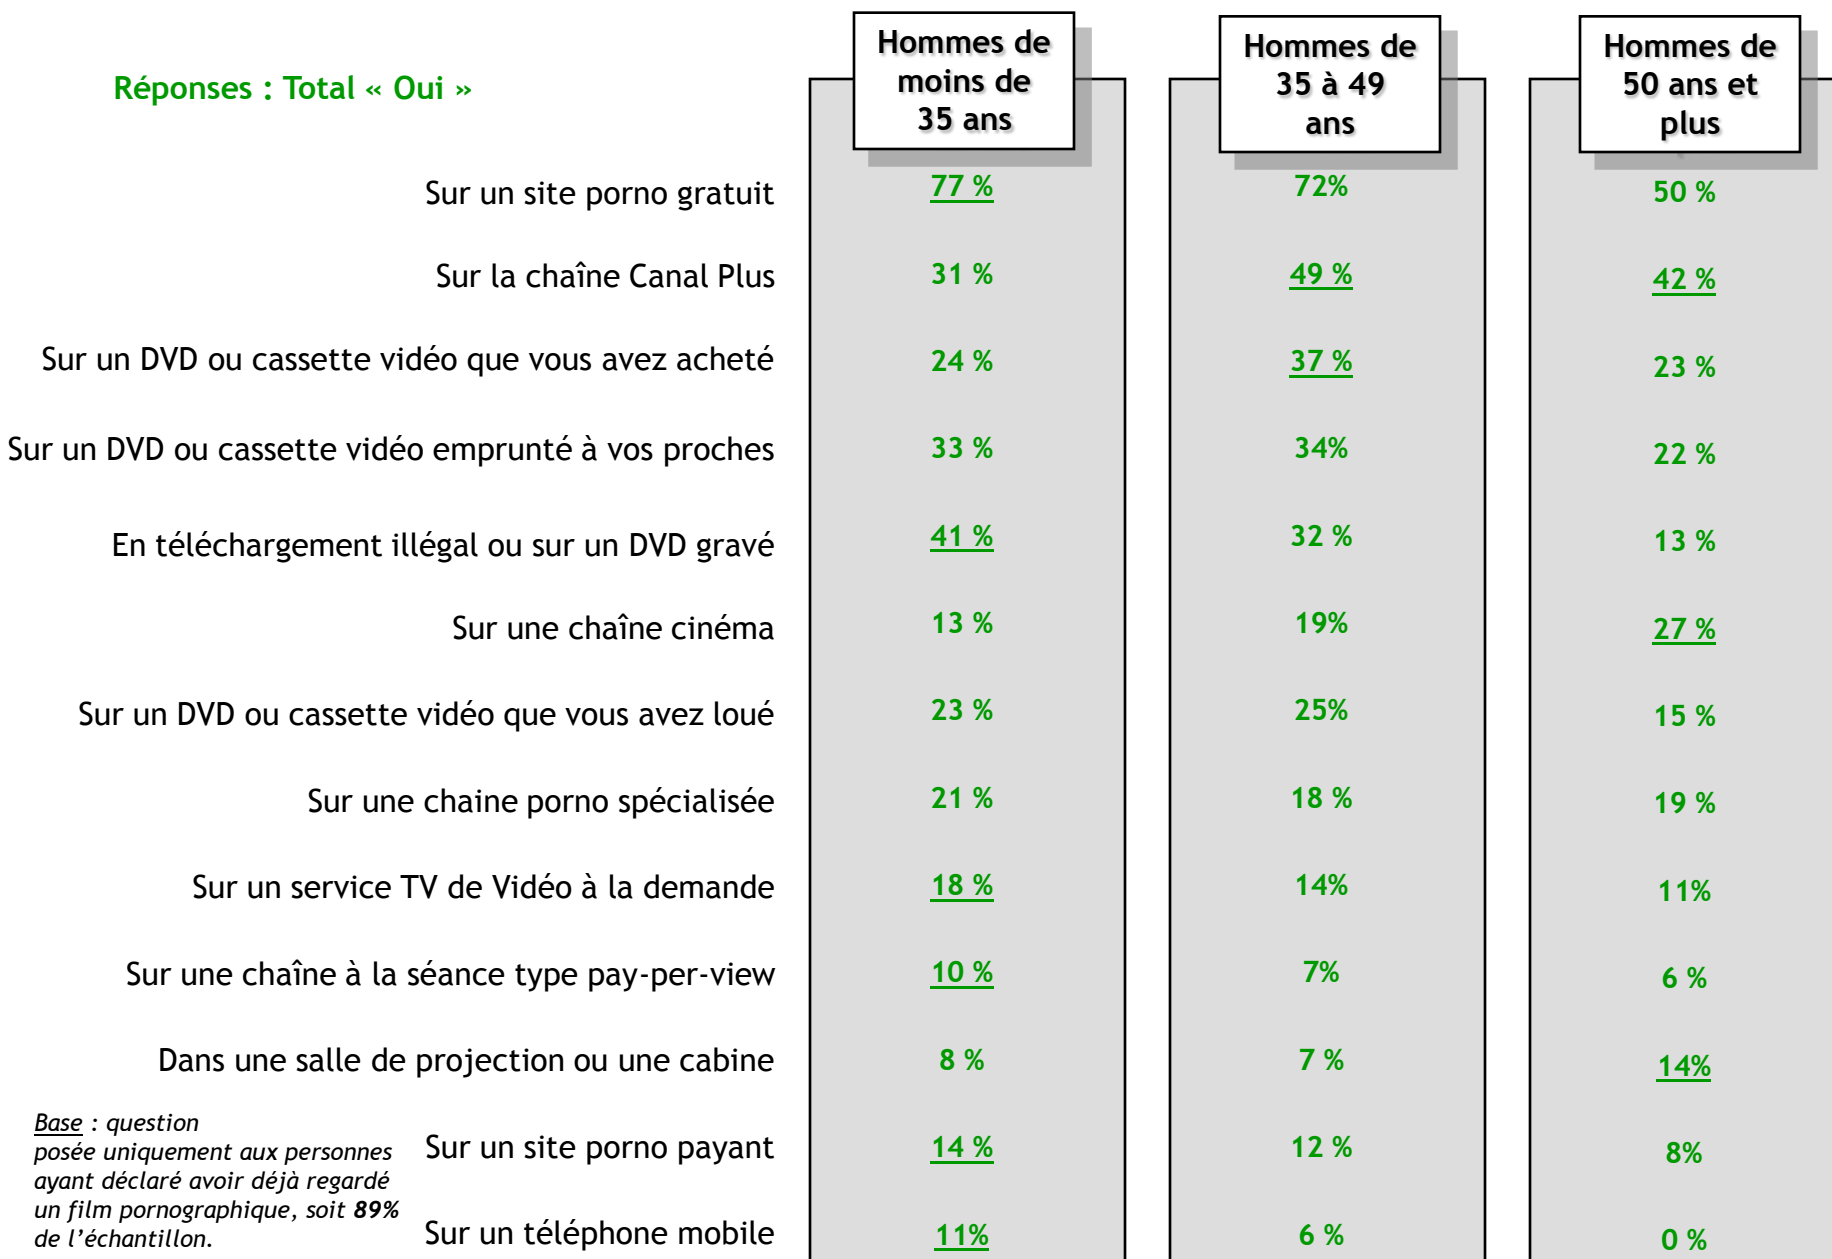 Réponses : Total « Oui »
Hommes de
moins de
35 ans
Hommes de
35 à 49
ans
Hommes de
50 ans et
plus
Sur un site porno gratuit 77 % 72% 50 %
Sur la chaîne Canal Plus 31 % 49 % 42 %
Sur un DVD ou cassette vidéo que vous avez acheté 24 % 37 % 23 %
Sur un DVD ou cassette vidéo emprunté à vos proches 33 % 34% 22 %
En téléchargement illégal ou sur un DVD gravé 41 % 32 % 13 %
Sur une chaîne cinéma 13 % 19% 27 %
Sur un DVD ou cassette vidéo que vous avez loué 23 % 25% 15 %
Sur une chaine porno spécialisée 21 % 18 % 19 %
Sur un service TV de Vidéo à la demande 18 % 14% 11%
Sur une chaîne à la séance type pay-per-view 10 % 7% 6 %
Dans une salle de projection ou une cabine 8 % 7 % 14%
Sur un site porno payant 14 % 12 % 8%
Sur un téléphone mobile 11% 6 % 0 %
Base : question
posée uniquement aux personnes
ayant déclaré avoir déjà regardé
un film pornographique, soit 89%
de l’échantillon.